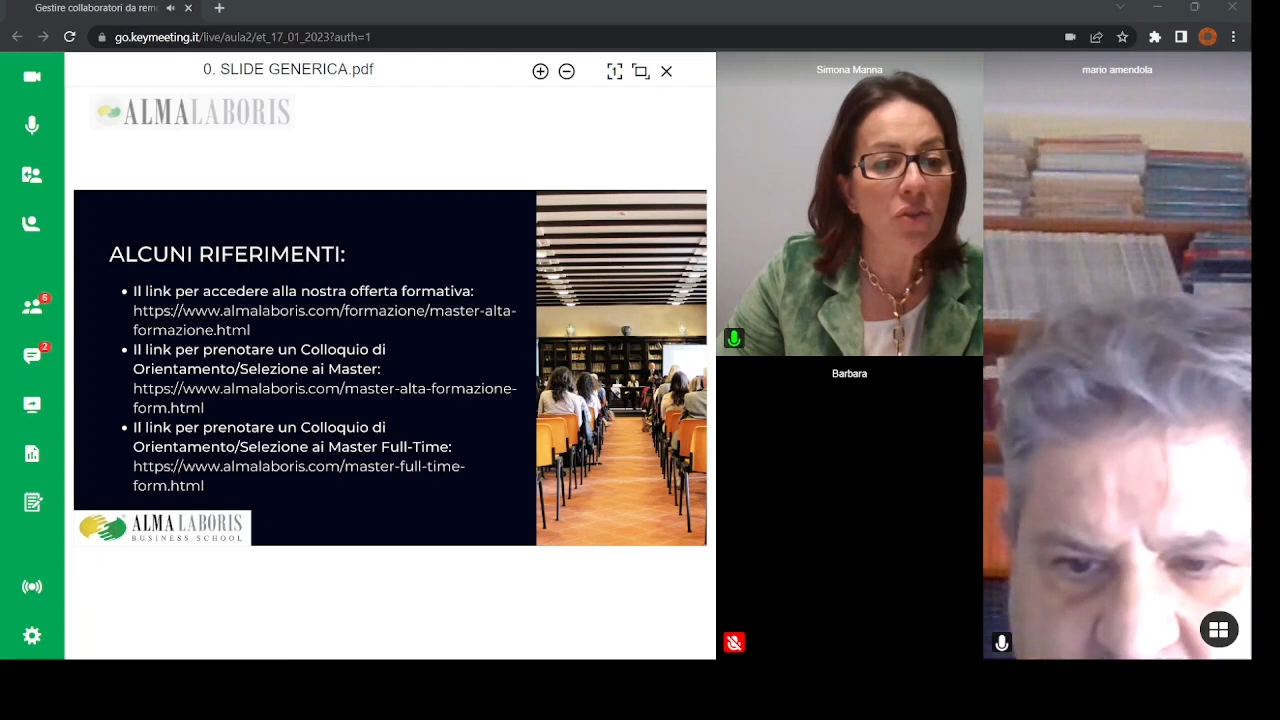 Gestire collaboratori da rem
go.keymeeting.it/live/aula2/et_17_01_2023?auth=1
0. SLIDE GENERICA.pdf
ALMALABORIS
ALCUNI RIFERIMENTI:
• Il link per accedere alla nostra offerta formativa:
https://www.almalaboris.com/formazione/master-alta-
formazione.html
• Il link per prenotare un Colloquio di
Orientamento/Selezione ai Master:
https://www.almalaboris.com/master-alta-formazione-
form.html
• Il link per prenotare un Colloquio di
Orientamento/Selezione ai Master Full-Time:
https://www.almalaboris.com/master-full-time-
form.html
ALMA LABORIS
BUSINESS SCHOOL
Simona Manna
mario amendola
Barbara
6
2
1